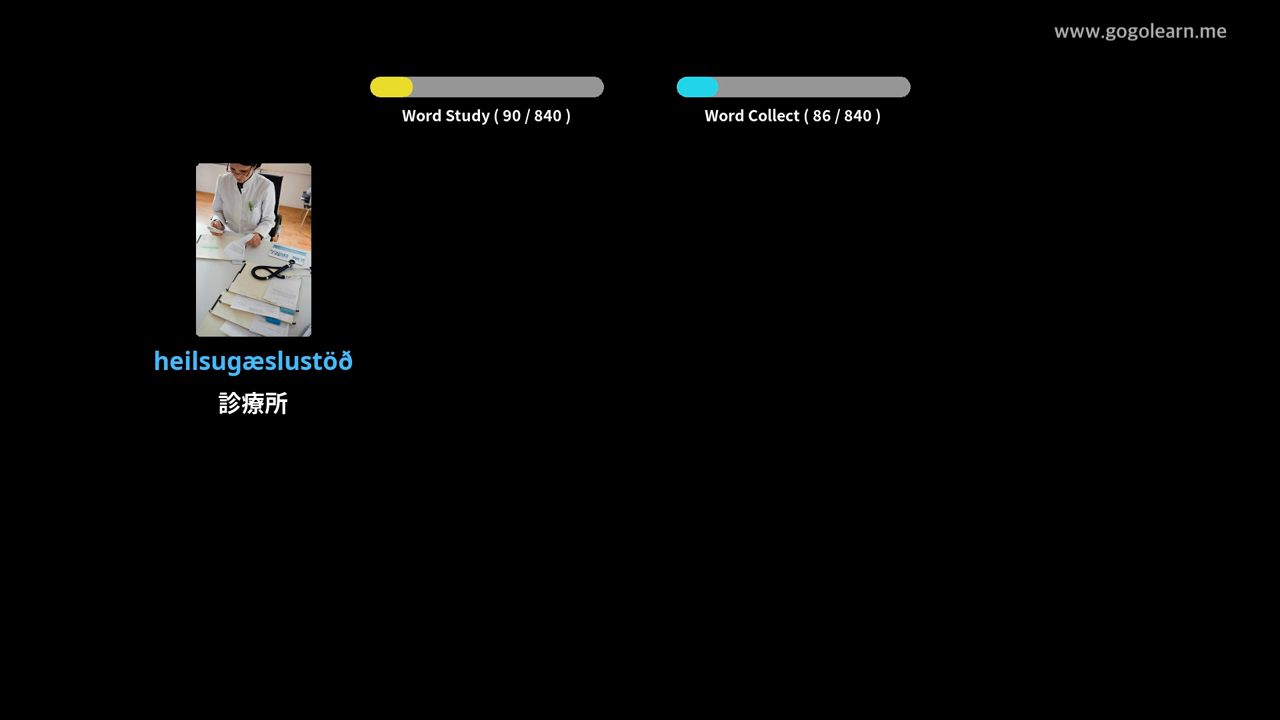 www.gogolearn.me
Word Study ( 90 / 840 )
Word Collect ( 86 / 840 )
heilsugæslustöð
診療所